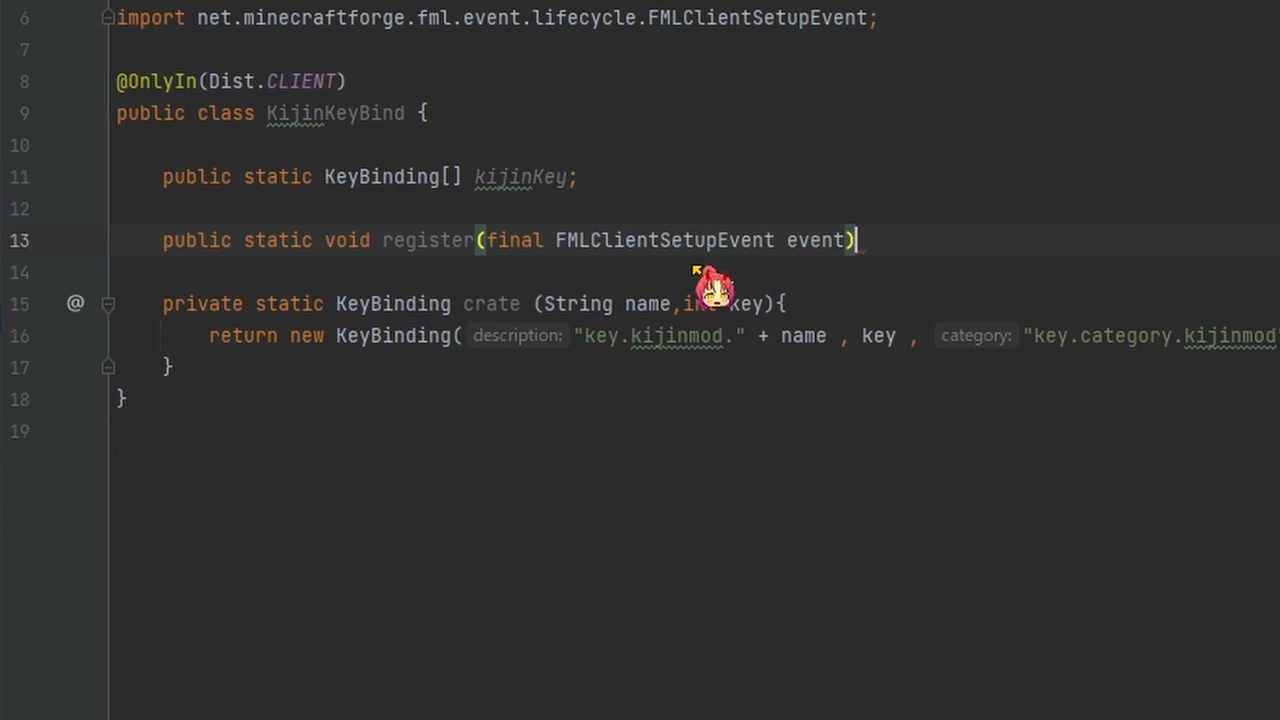 6 import net.minecraftforge.fml.event.lifecycle.FMLClientSetupEvent;
7
8 @OnlyIn(Dist.CLIENT)
9 public class KijinKeyBind {
10
11 public static KeyBinding[] kijinKey;
12
13 public static void register(final FMLClientSetupEvent event)
14
15 @ private static KeyBinding crate (String name,int key){
16 return new KeyBinding( description: "key.kijinmod." + name , key , category: "key.category.kijinmod"
17 }
18 }
19